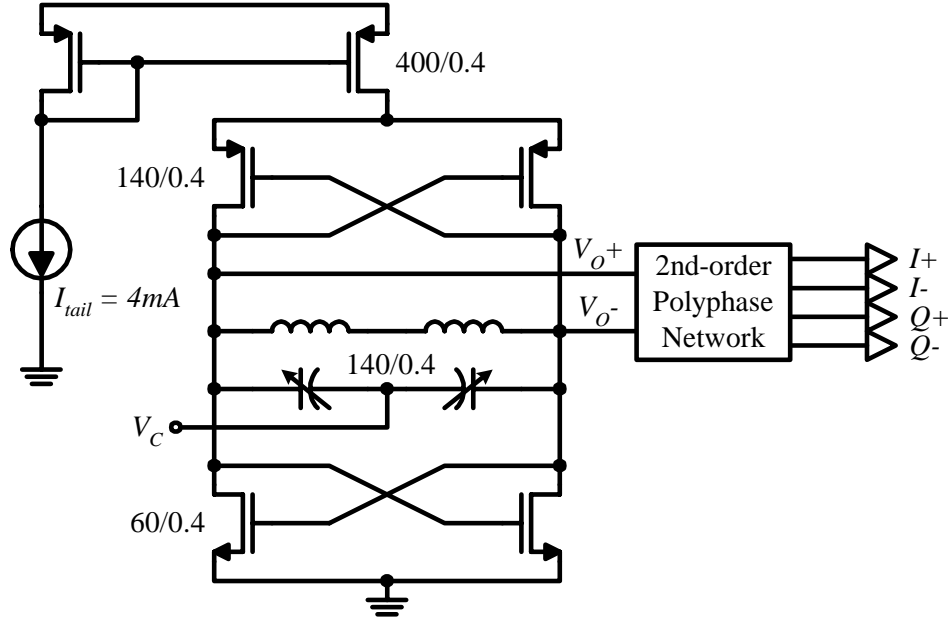 400/0.4
140/0.4
I_tail = 4mA
V_O+
V_O-
2nd-order
Polyphase
Network
I+
I-
Q+
Q-
140/0.4
V_C
60/0.4